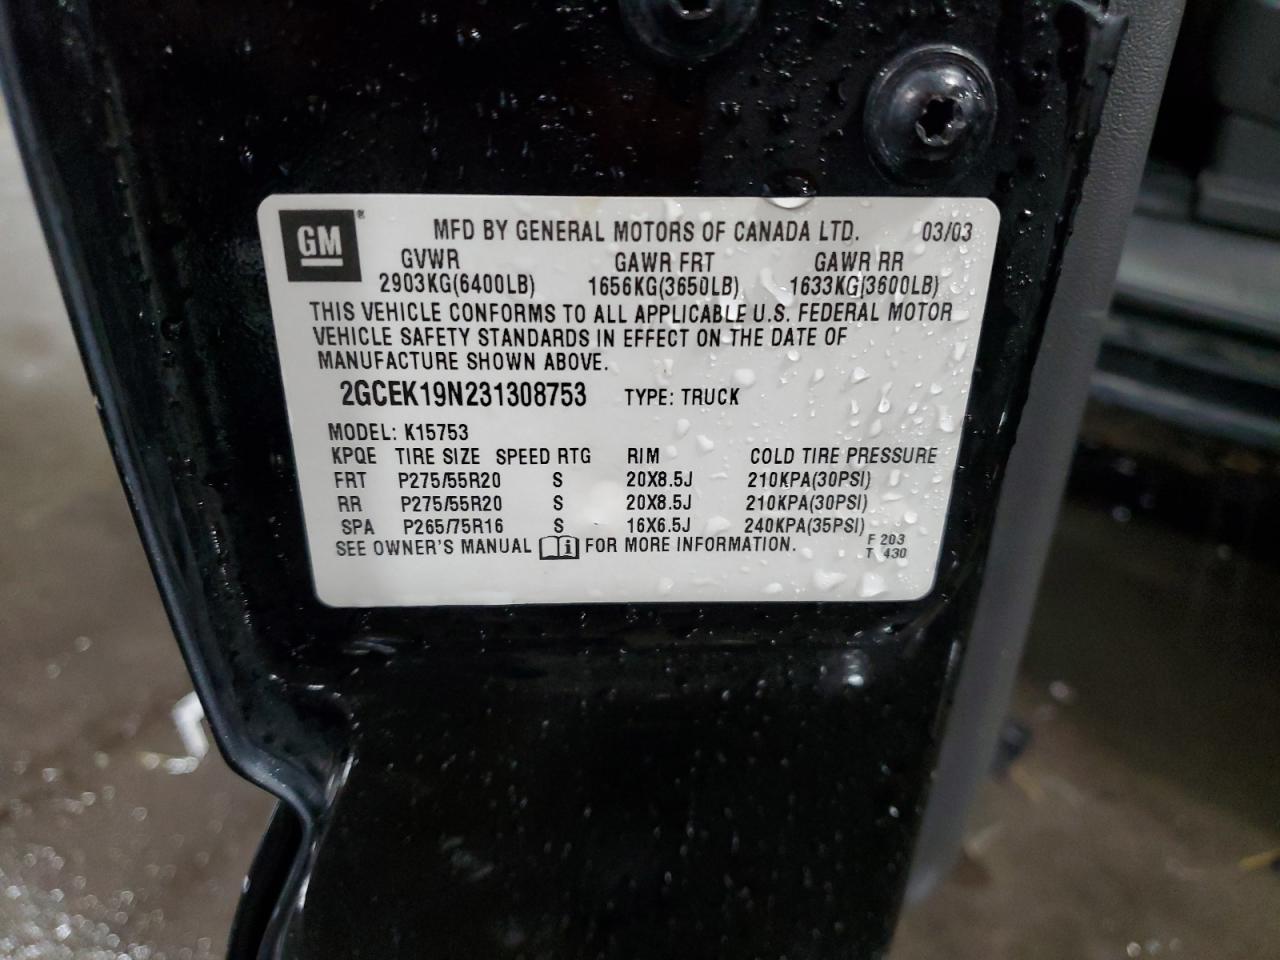 GM®
MFD BY GENERAL MOTORS OF CANADA LTD. 03/03
GVWR GAWR FRT GAWR RR
2903KG(6400LB) 1656KG(3650LB) 1633KG(3600LB)
THIS VEHICLE CONFORMS TO ALL APPLICABLE U.S. FEDERAL MOTOR
VEHICLE SAFETY STANDARDS IN EFFECT ON THE DATE OF
MANUFACTURE SHOWN ABOVE.
2GCEK19N231308753 TYPE: TRUCK
MODEL: K15753
KPQE TIRE SIZE SPEED RTG RIM COLD TIRE PRESSURE
FRT P275/55R20 S 20X8.5J 210KPA(30PSI)
RR P275/55R20 S 20X8.5J 210KPA(30PSI)
SPA P265/75R16 S 16X6.5J 240KPA(35PSI)
SEE OWNER'S MANUAL i FOR MORE INFORMATION.
F 203
T 430